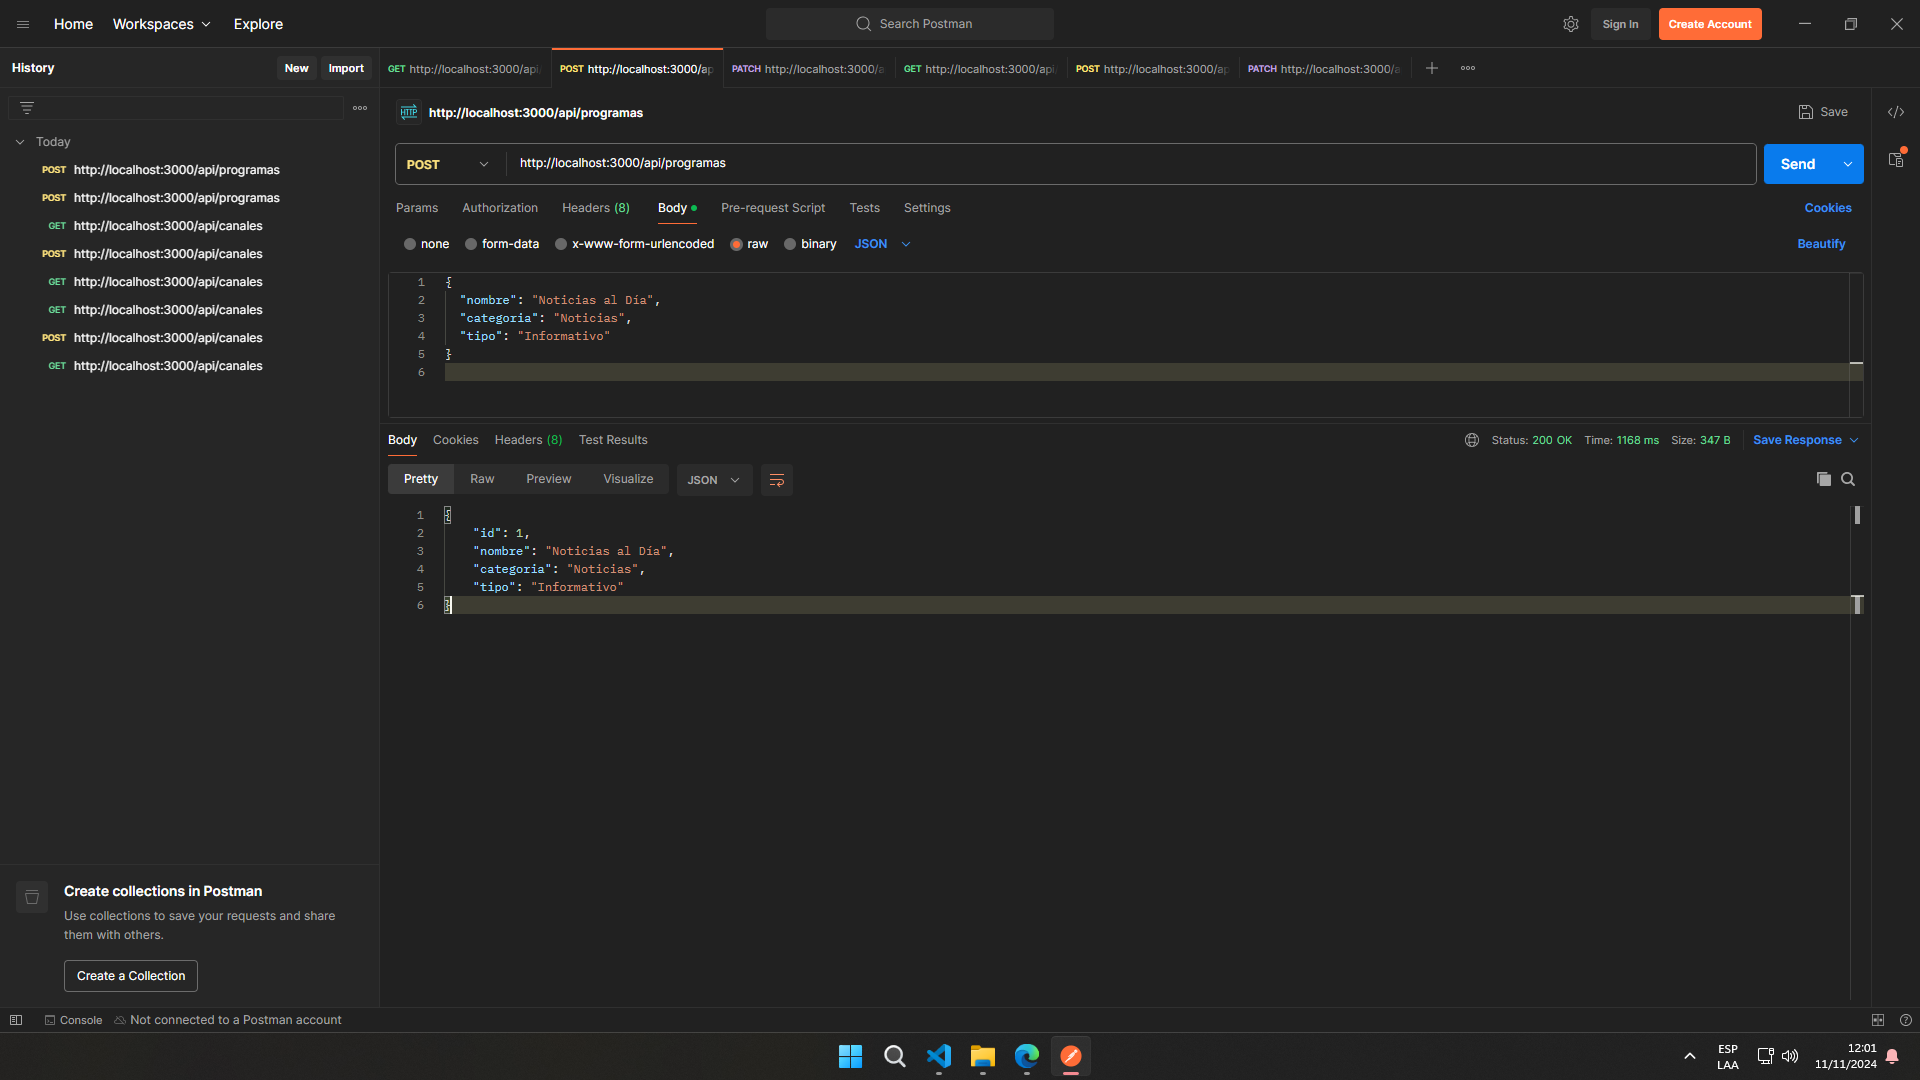 Home Workspaces Explore Search Postman Sign In Create Account
History New Import
GET http://localhost:3000/api POST http://localhost:3000/ap PATCH http://localhost:3000/a GET http://localhost:3000/api POST http://localhost:3000/ap PATCH http://localhost:3000/a
HTTP http://localhost:3000/api/programas Save
Today
POST http://localhost:3000/api/programas
POST http://localhost:3000/api/programas
GET http://localhost:3000/api/canales
POST http://localhost:3000/api/canales
GET http://localhost:3000/api/canales
GET http://localhost:3000/api/canales
POST http://localhost:3000/api/canales
GET http://localhost:3000/api/canales
POST http://localhost:3000/api/programas Send
Params Authorization Headers (8) Body Pre-request Script Tests Settings Cookies
none form-data x-www-form-urlencoded raw binary JSON Beautify
1 {
2 "nombre": "Noticias al Día",
3 "categoria": "Noticias",
4 "tipo": "Informativo"
5 }
6
Body Cookies Headers (8) Test Results Status: 200 OK Time: 1168 ms Size: 347 B Save Response
Pretty Raw Preview Visualize JSON
1 {
2 "id": 1,
3 "nombre": "Noticias al Día",
4 "categoria": "Noticias",
5 "tipo": "Informativo"
6 }
Create collections in Postman
Use collections to save your requests and share
them with others.
Create a Collection
Console Not connected to a Postman account
ESP
LAA
12:01
11/11/2024